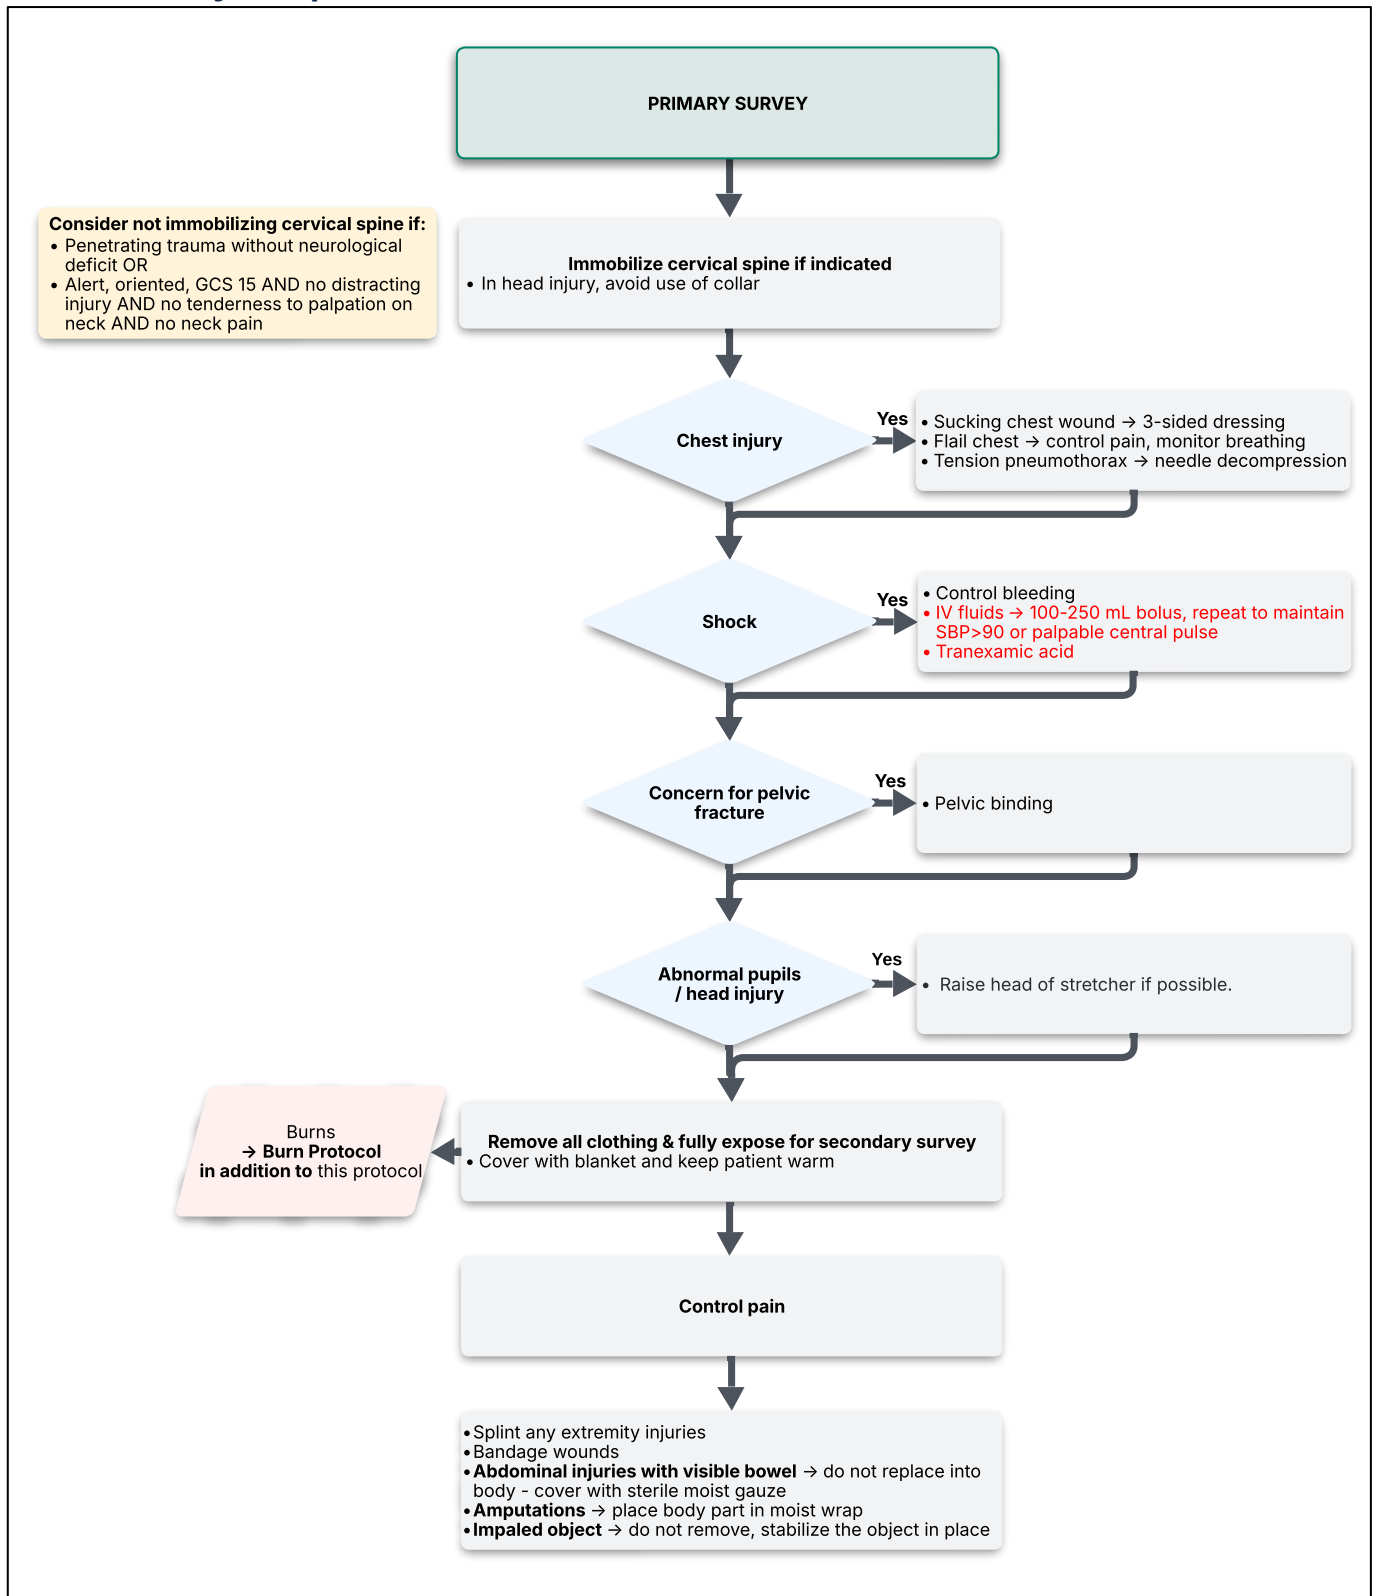 PRIMARY SURVEY
Consider not immobilizing cervical spine if:
• Penetrating trauma without neurological
deficit OR
• Alert, oriented, GCS 15 AND no distracting
injury AND no tenderness to palpation on
neck AND no neck pain
Immobilize cervical spine if indicated
• In head injury, avoid use of collar
Chest injury
Yes
• Sucking chest wound → 3-sided dressing
• Flail chest → control pain, monitor breathing
• Tension pneumothorax → needle decompression
Shock
Yes
• Control bleeding
• IV fluids → 100-250 mL bolus, repeat to maintain
SBP>90 or palpable central pulse
• Tranexamic acid
Concern for pelvic
fracture
Yes
• Pelvic binding
Abnormal pupils
/ head injury
Yes
• Raise head of stretcher if possible.
Burns
→ Burn Protocol
in addition to this protocol
Remove all clothing & fully expose for secondary survey
• Cover with blanket and keep patient warm
Control pain
• Splint any extremity injuries
• Bandage wounds
• Abdominal injuries with visible bowel → do not replace into
body - cover with sterile moist gauze
• Amputations → place body part in moist wrap
• Impaled object → do not remove, stabilize the object in place